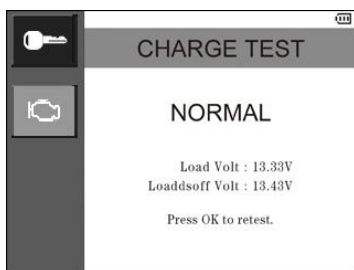 CHARGE TEST
NORMAL
Load Volt : 13.33V
Loaddsoff Volt : 13.43V
Press OK to retest.